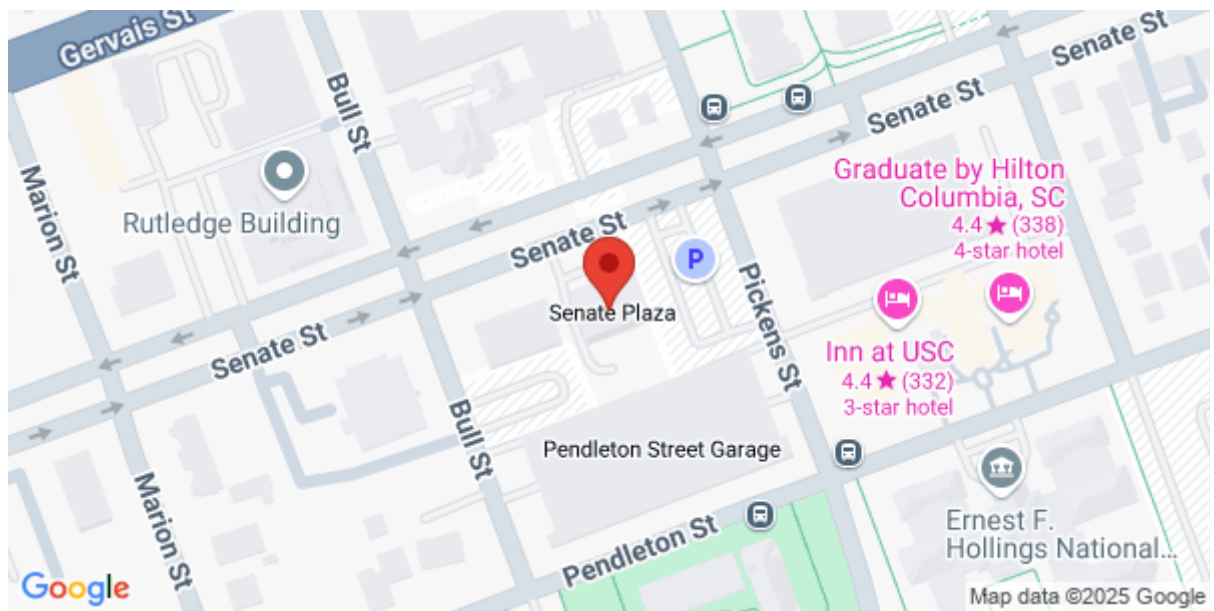 Gervais St
Senate St
Senate St
Bull St
Marion St
Rutledge Building
Graduate by Hilton
Columbia, SC
4.4 ★ (338)
4-star hotel
Senate St
P
Senate Plaza
Pickens St
Inn at USC
4.4 ★ (332)
3-star hotel
Senate St
Bull St
Pendleton Street Garage
Marion St
Pendleton St
Ernest F.
Hollings National...
Google
Map data ©2025 Google